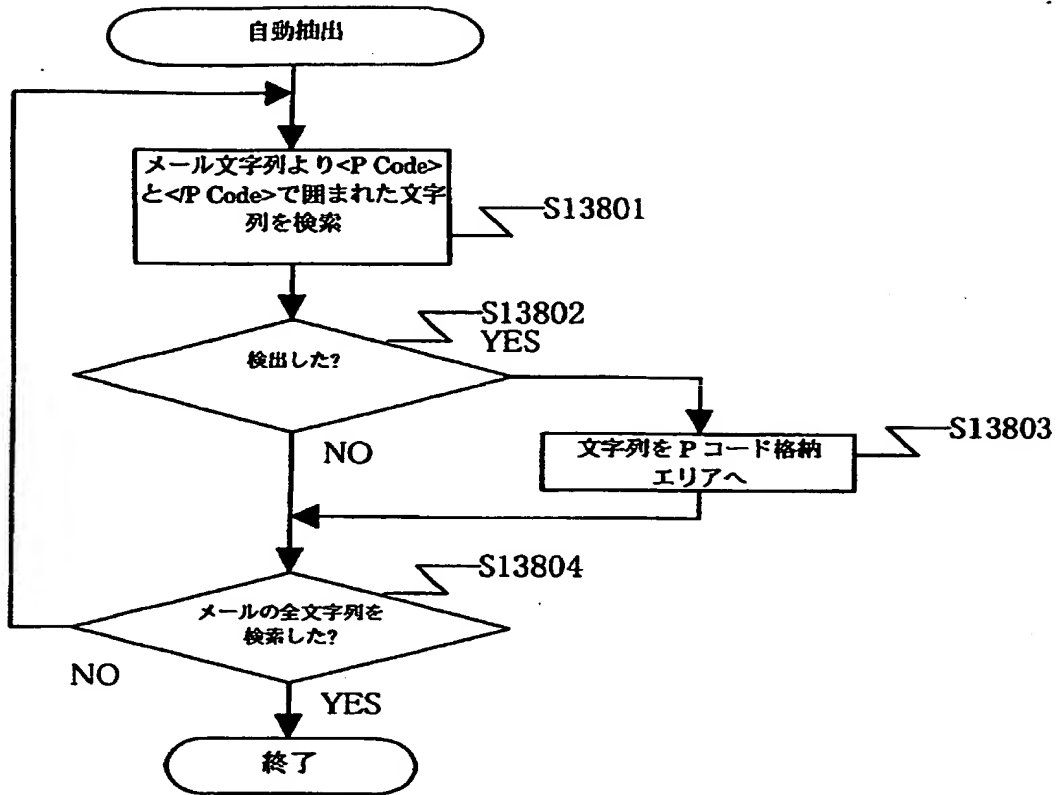 自動抽出
メール文字列より<P Code>
と</P Code>で囲まれた文字
列を検索
S13801
S13802
YES
検出した?
NO
文字列を P コード格納
エリアへ
S13803
S13804
メールの全文字列を
検索した?
NO
YES
終了